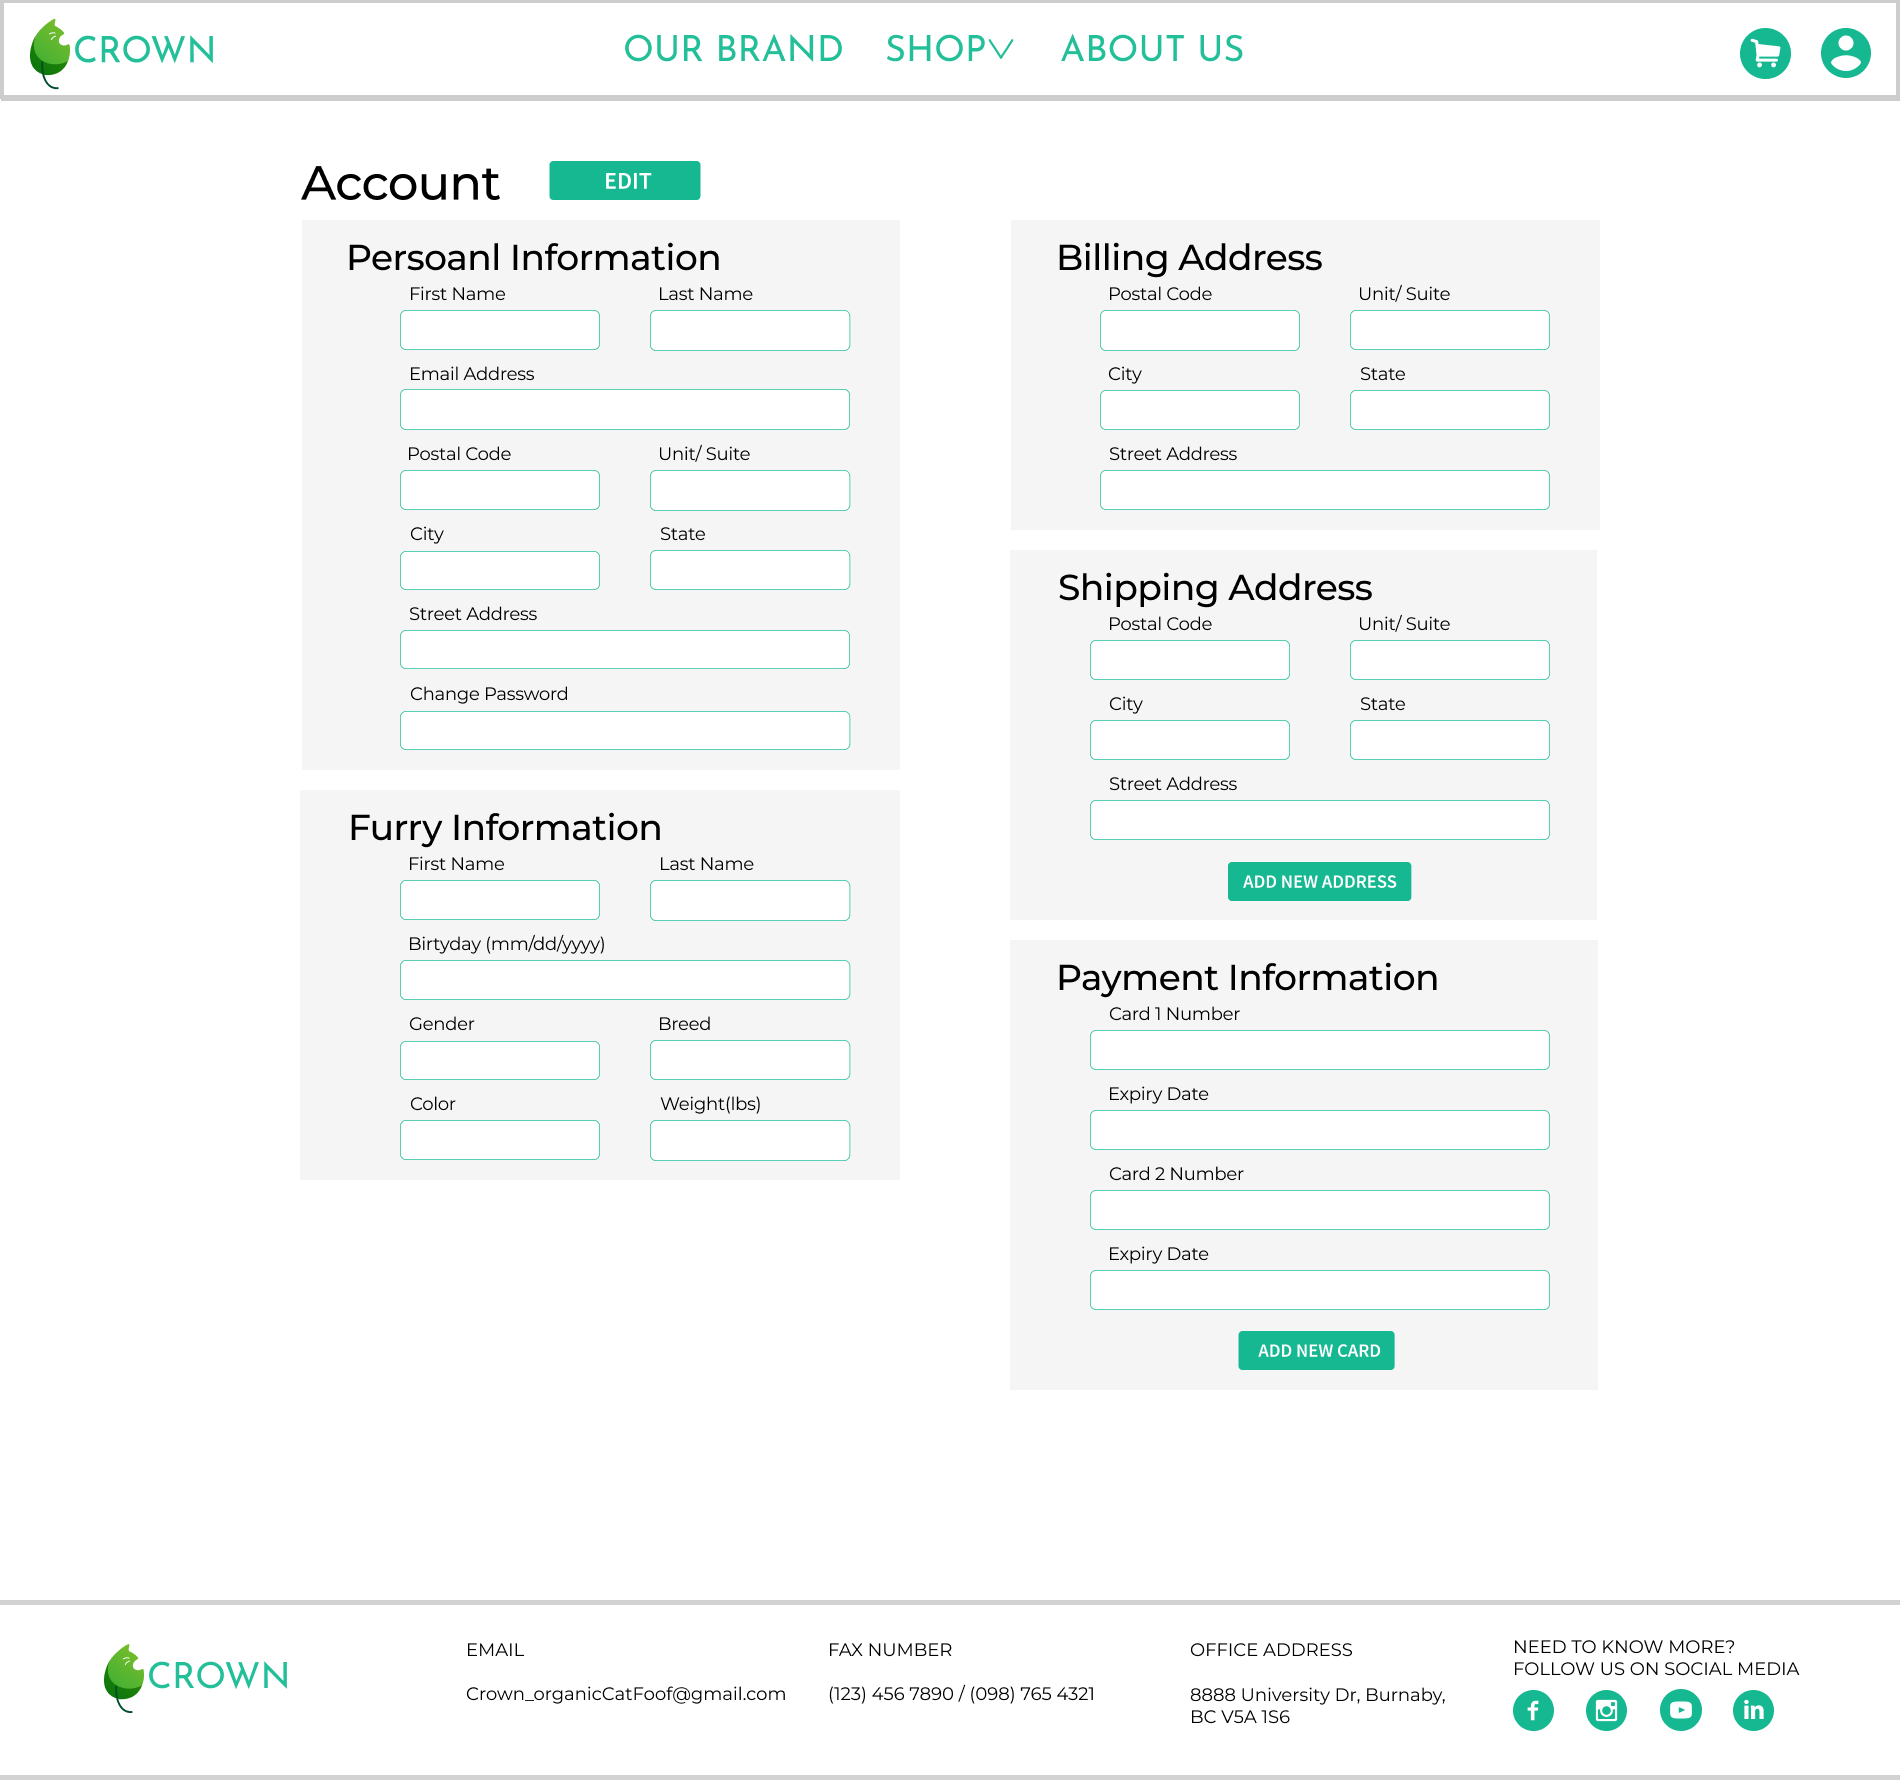 CROWN
OUR BRAND
SHOP
ABOUT US
Account
EDIT
Persoanl Information
First Name
Last Name
Email Address
Postal Code
Unit/ Suite
City
State
Street Address
Change Password
Furry Information
First Name
Last Name
Birtyday (mm/dd/yyyy)
Gender
Breed
Color
Weight(lbs)
Billing Address
Postal Code
Unit/ Suite
City
State
Street Address
Shipping Address
Postal Code
Unit/ Suite
City
State
Street Address
ADD NEW ADDRESS
Payment Information
Card 1 Number
Expiry Date
Card 2 Number
Expiry Date
ADD NEW CARD
CROWN
EMAIL
Crown_organicCatFoof@gmail.com
FAX NUMBER
(123) 456 7890 / (098) 765 4321
OFFICE ADDRESS
8888 University Dr, Burnaby,
BC V5A 1S6
NEED TO KNOW MORE?
FOLLOW US ON SOCIAL MEDIA